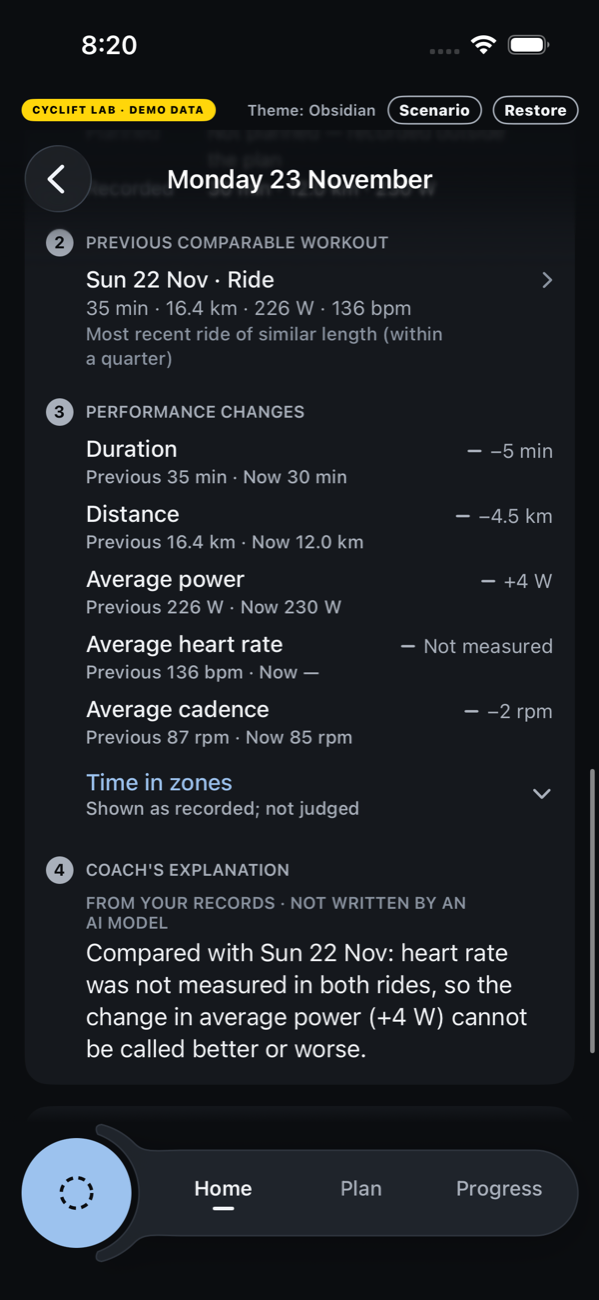 8:20
CYCLIFT LAB · DEMO DATA
Theme: Obsidian
Scenario
Restore
the plan
Recorded
Monday 23 November
2 PREVIOUS COMPARABLE WORKOUT
Sun 22 Nov · Ride
35 min · 16.4 km · 226 W · 136 bpm
Most recent ride of similar length (within
a quarter)
3 PERFORMANCE CHANGES
Duration — −5 min
Previous 35 min · Now 30 min
Distance — −4.5 km
Previous 16.4 km · Now 12.0 km
Average power — +4 W
Previous 226 W · Now 230 W
Average heart rate — Not measured
Previous 136 bpm · Now —
Average cadence — −2 rpm
Previous 87 rpm · Now 85 rpm
Time in zones
Shown as recorded; not judged
4 COACH'S EXPLANATION
FROM YOUR RECORDS · NOT WRITTEN BY AN
AI MODEL
Compared with Sun 22 Nov: heart rate
was not measured in both rides, so the
change in average power (+4 W) cannot
be called better or worse.
Home
Plan
Progress